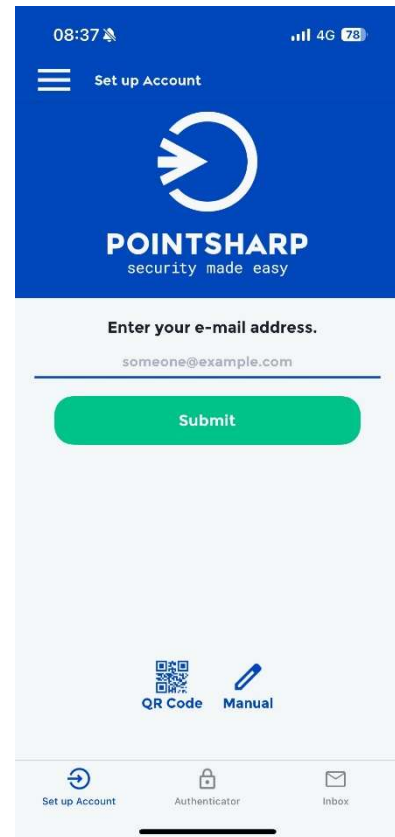 08:37 4G 78
Set up Account
POINTSHARP
security made easy
Enter your e-mail address.
someone@example.com
Submit
QR Code Manual
Set up Account Authenticator Inbox